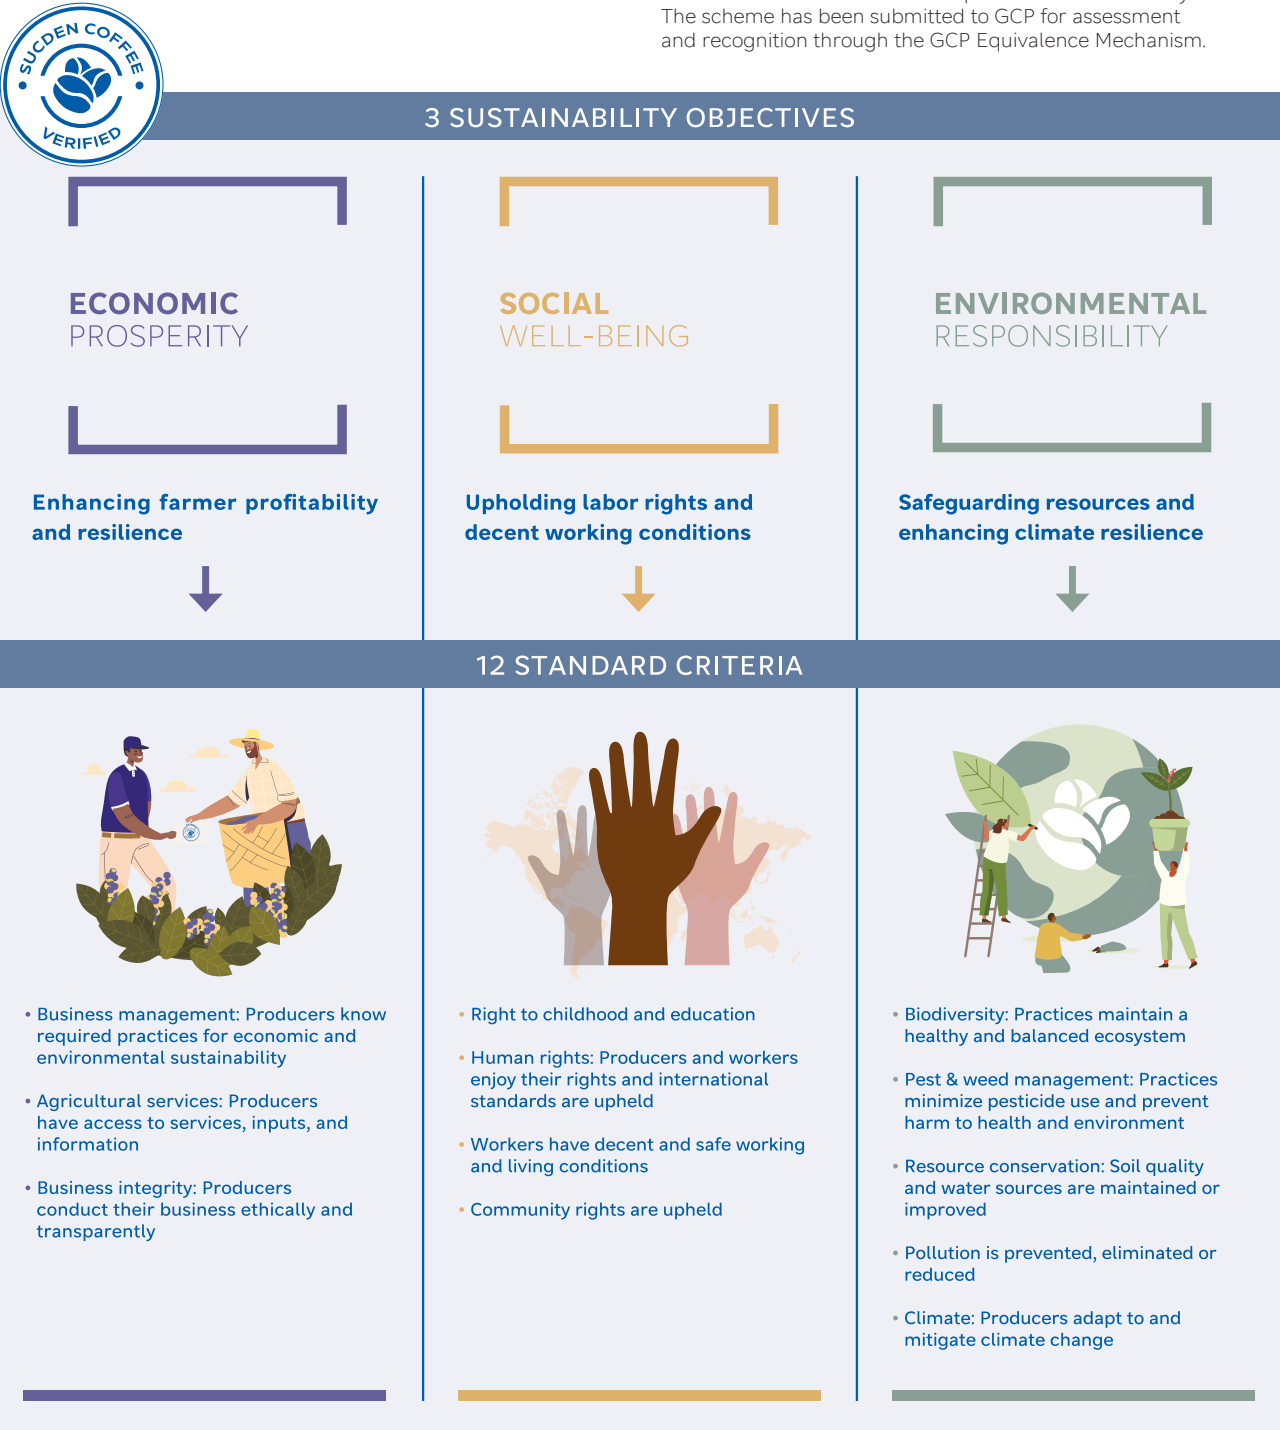 The scheme has been submitted to GCP for assessment
and recognition through the GCP Equivalence Mechanism.
SUCDEN COFFEE
VERIFIED
3 SUSTAINABILITY OBJECTIVES
ECONOMIC
PROSPERITY
Enhancing farmer profitability
and resilience
SOCIAL
WELL-BEING
Upholding labor rights and
decent working conditions
ENVIRONMENTAL
RESPONSIBILITY
Safeguarding resources and
enhancing climate resilience
12 STANDARD CRITERIA
• Business management: Producers know
required practices for economic and
environmental sustainability
• Agricultural services: Producers
have access to services, inputs, and
information
• Business integrity: Producers
conduct their business ethically and
transparently
• Right to childhood and education
• Human rights: Producers and workers
enjoy their rights and international
standards are upheld
• Workers have decent and safe working
and living conditions
• Community rights are upheld
• Biodiversity: Practices maintain a
healthy and balanced ecosystem
• Pest & weed management: Practices
minimize pesticide use and prevent
harm to health and environment
• Resource conservation: Soil quality
and water sources are maintained or
improved
• Pollution is prevented, eliminated or
reduced
• Climate: Producers adapt to and
mitigate climate change